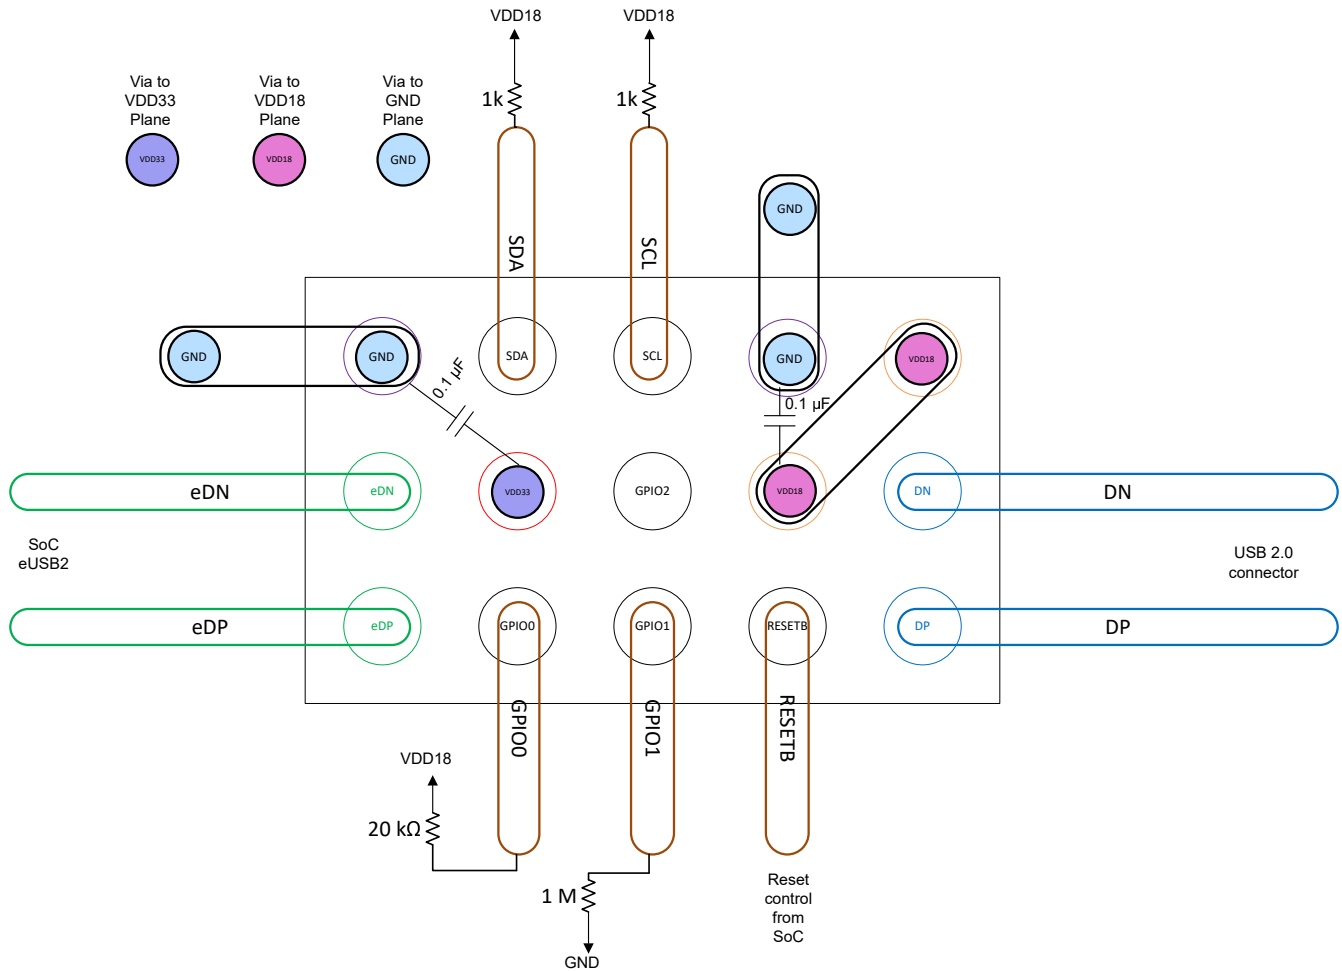 VDD18
VDD18
Via to
VDD33
Plane
Via to
VDD18
Plane
Via to
GND
Plane
1k
1k
VDD33
VDD18
GND
GND
SDA
SCL
GND
GND
SDA
SCL
GND
VDD18
0.1 µF
0.1 µF
eDN
eDN
VDD33
GPIO2
VDD18
DN
DN
SoC
eUSB2
USB 2.0
connector
eDP
eDP
GPIO0
GPIO1
RESETB
DP
DP
GPIO0
GPIO1
RESETB
VDD18
20 kΩ
1 M
GND
Reset
control
from
SoC